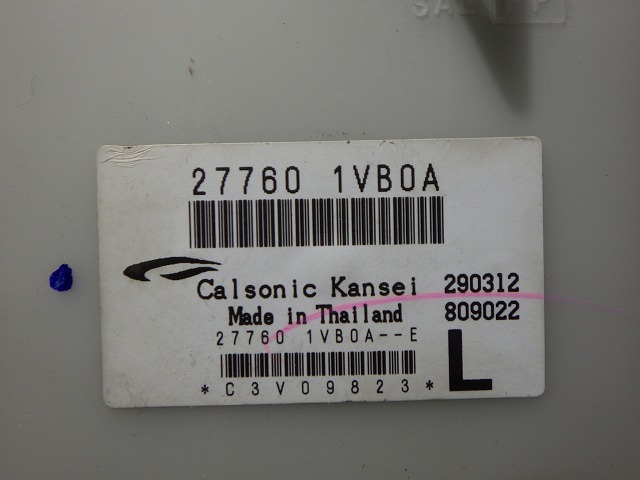 27760 1VB0A
Calsonic Kansei 290312
Made in Thailand 809022
27760 1VB0A--E
*C3V09823*
L